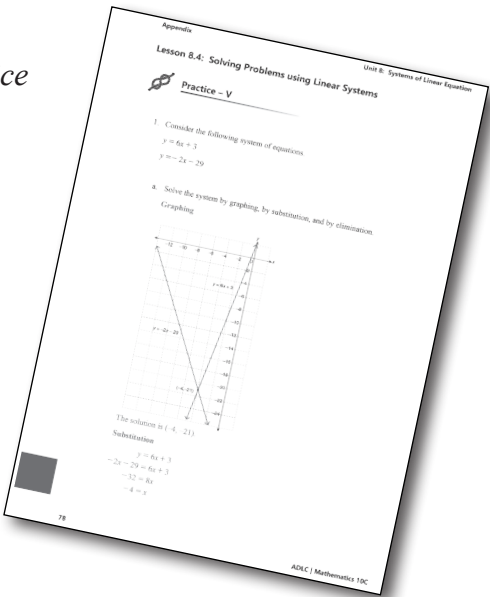 ce
Appendix
Unit 8: Systems of Linear Equation
Lesson 8.4: Solving Problems using Linear Systems
Practice – V
1. Consider the following system of equations
y = 6x + 3
y = – 2x – 29
a. Solve the system by graphing, by substitution, and by elimination.
Graphing
y = 6x + 3
y = -2x - 29
The solution is (–4, –21)
Substitution
y = 6x + 3
–2x – 29 = 6x + 3
–32 = 8x
–4 = x
78
ADLC | Mathematics 10C